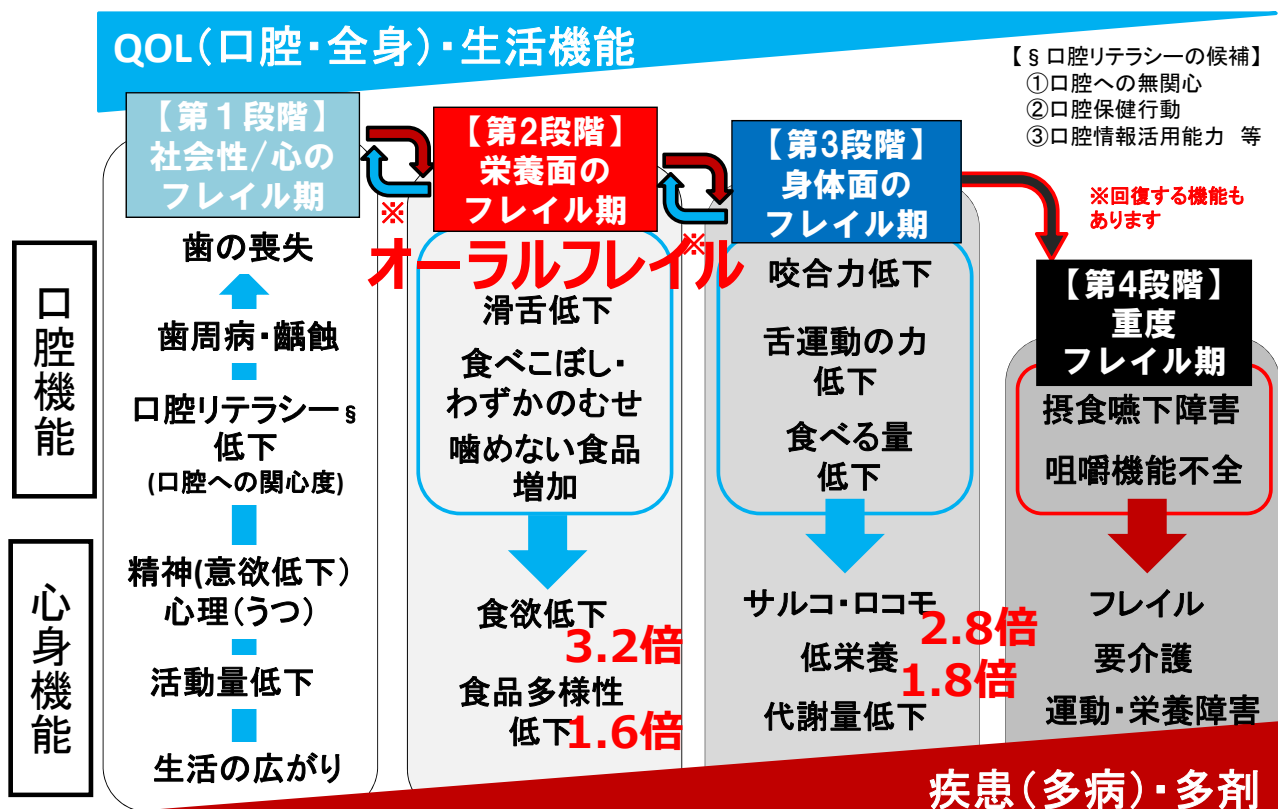 QOL(口腔・全身)・生活機能
【§口腔リテラシーの候補】
①口腔への無関心
②口腔保健行動
③口腔情報活用能力 等
【第１段階】
社会性/心の
フレイル期
【第2段階】
栄養面の
フレイル期
【第3段階】
身体面の
フレイル期
※回復する機能も
あります
【第4段階】
重度
フレイル期
※
※
オーラルフレイル
口腔機能
歯の喪失
歯周病・齲蝕
口腔リテラシー§
低下
(口腔への関心度)
滑舌低下
食べこぼし・
わずかのむせ
噛めない食品
増加
咬合力低下
舌運動の力
低下
食べる量
低下
摂食嚥下障害
咀嚼機能不全
心身機能
精神(意欲低下)
心理(うつ)
活動量低下
生活の広がり
食欲低下
3.2倍
食品多様性
低下1.6倍
サルコ・ロコモ
2.8倍
低栄養
1.8倍
代謝量低下
フレイル
要介護
運動・栄養障害
疾患(多病)・多剤